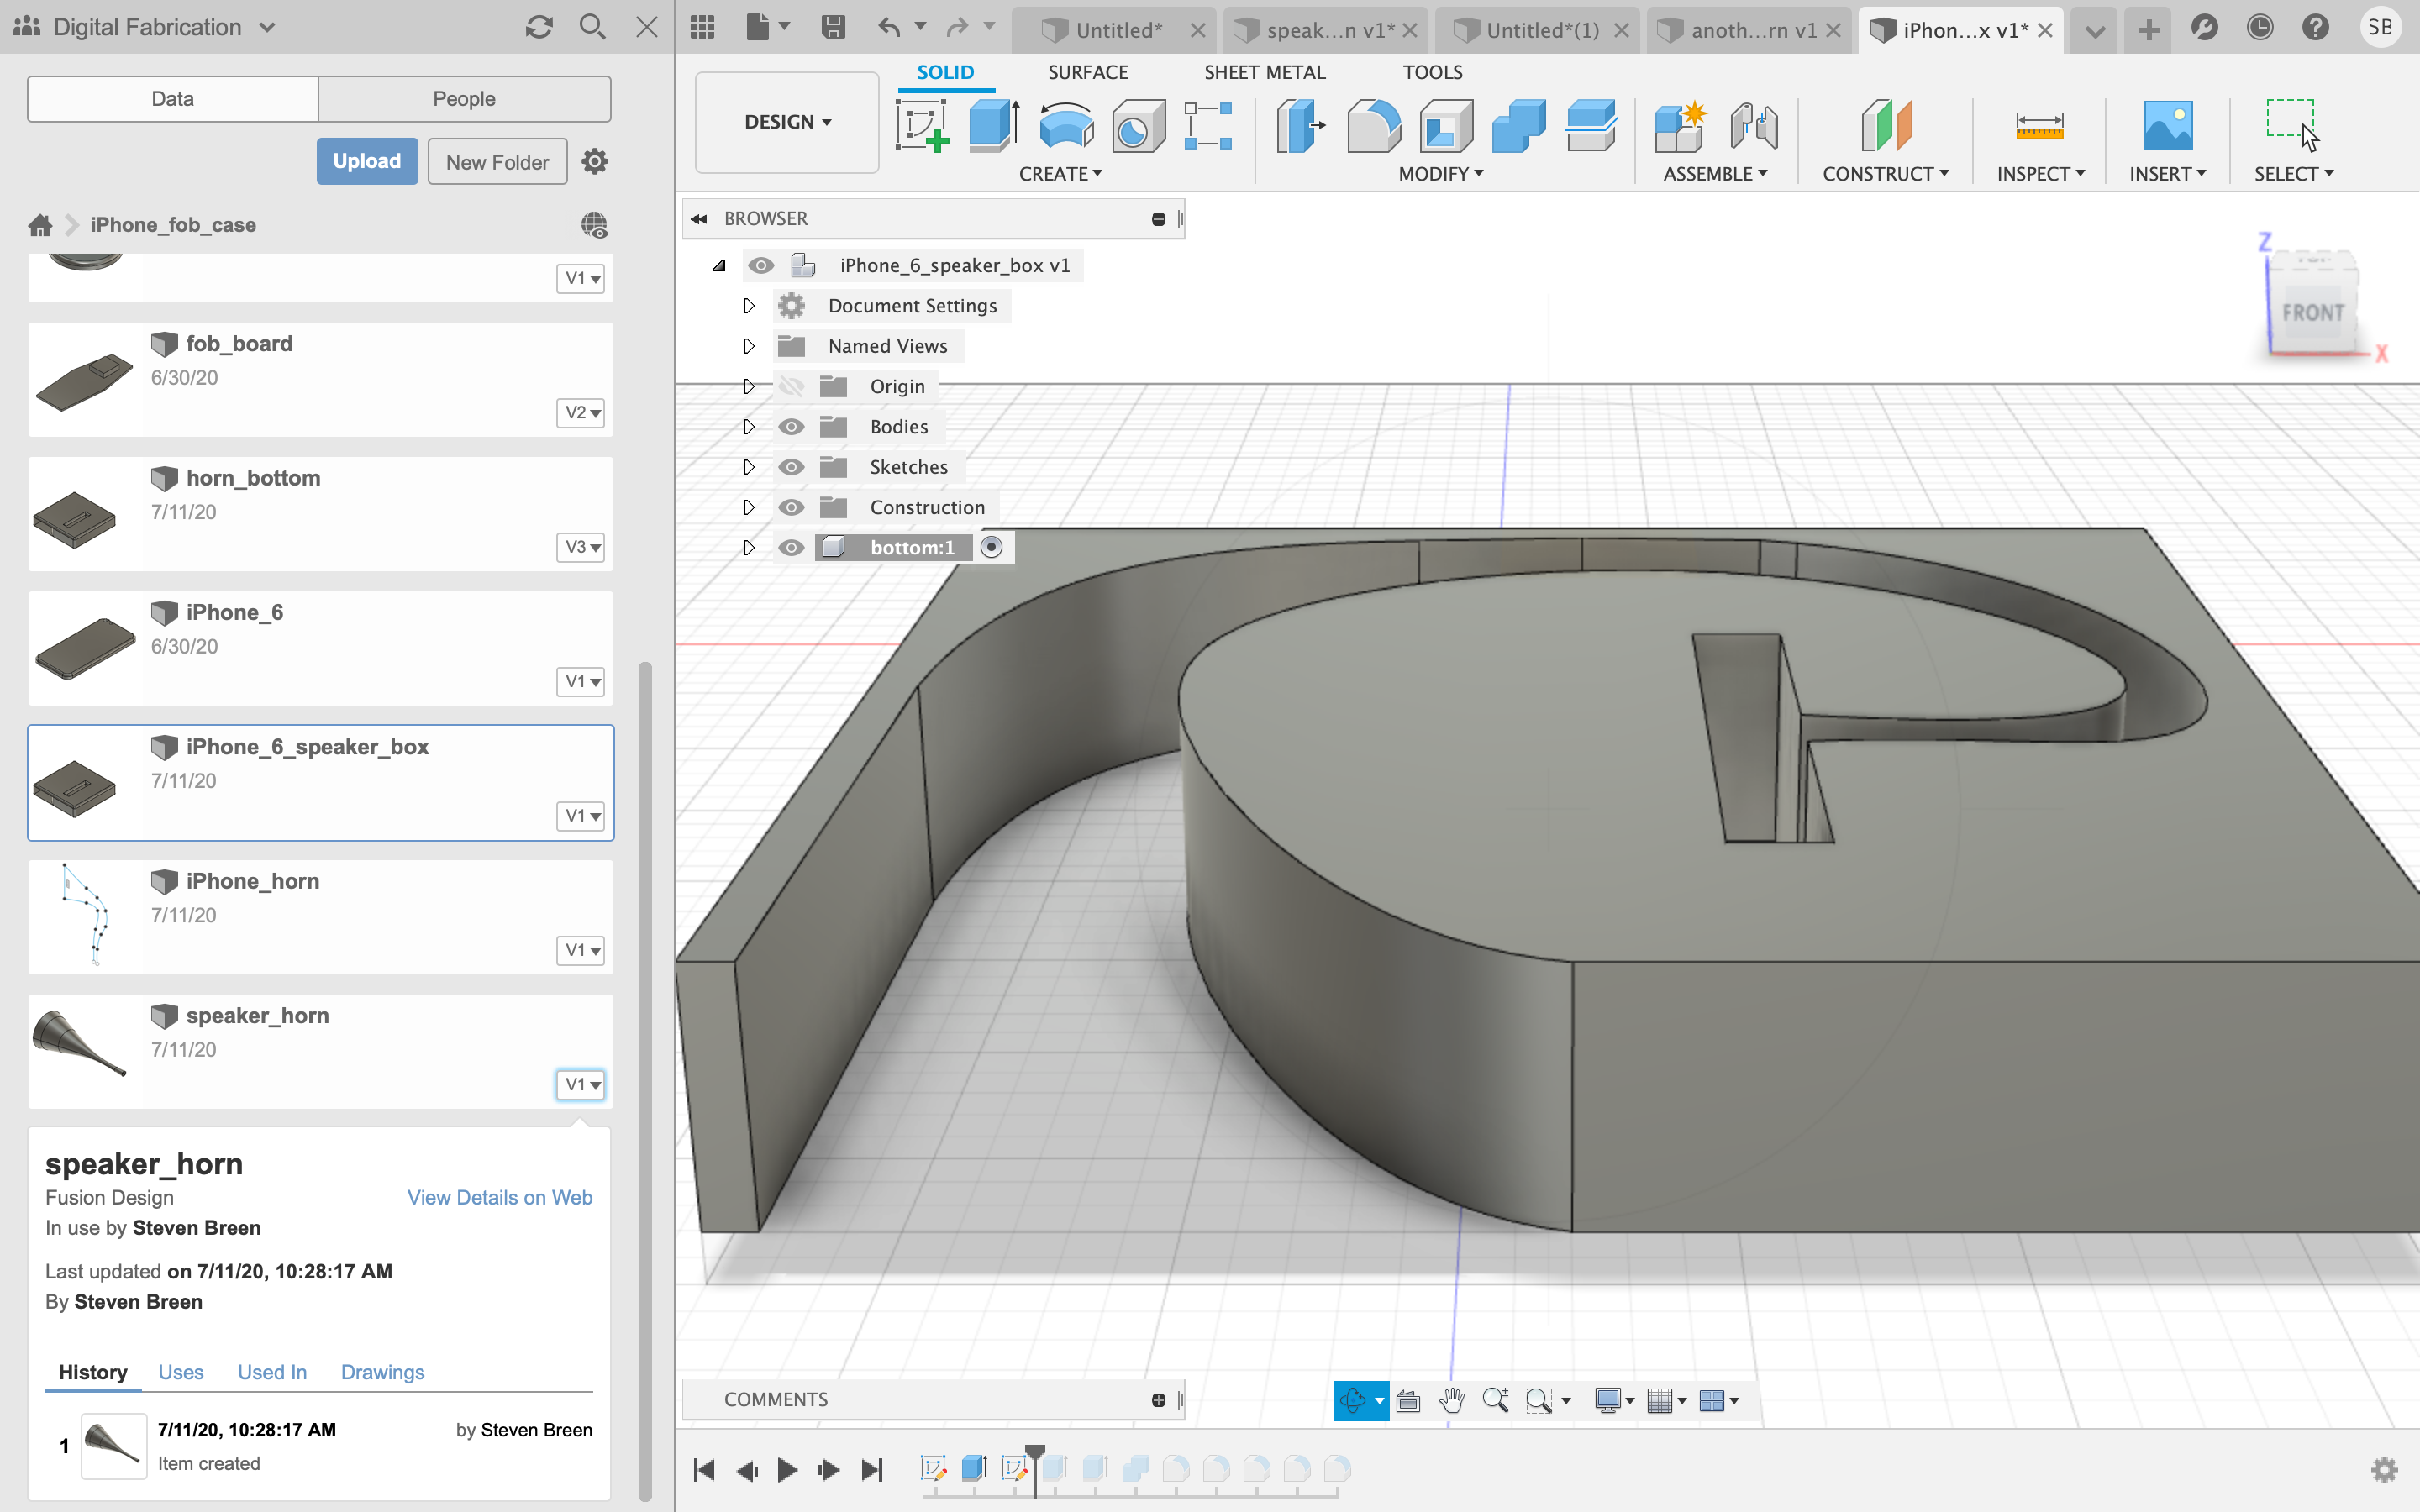 Digital Fabrication
Data
People
Upload
New Folder
iPhone_fob_case
V1
fob_board
6/30/20
V2
horn_bottom
7/11/20
V3
iPhone_6
6/30/20
V1
iPhone_6_speaker_box
7/11/20
V1
iPhone_horn
7/11/20
V1
speaker_horn
7/11/20
V1
speaker_horn
Fusion Design
View Details on Web
In use by Steven Breen
Last updated on 7/11/20, 10:28:17 AM
By Steven Breen
History
Uses
Used In
Drawings
1
7/11/20, 10:28:17 AM
by Steven Breen
Item created
Untitled*
speak...n v1*
Untitled*(1)
anoth...rn v1
iPhon...x v1*
SB
DESIGN
SOLID
SURFACE
SHEET METAL
TOOLS
CREATE
MODIFY
ASSEMBLE
CONSTRUCT
INSPECT
INSERT
SELECT
BROWSER
iPhone_6_speaker_box v1
Document Settings
Named Views
Origin
Bodies
Sketches
Construction
bottom:1
Z
TOP
FRONT
X
COMMENTS